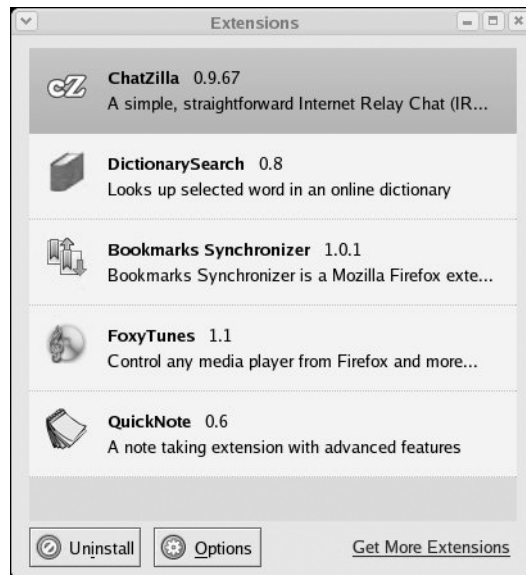 Extensions
cZ
ChatZilla 0.9.67
A simple, straightforward Internet Relay Chat (IR...
DictionarySearch 0.8
Looks up selected word in an online dictionary
Bookmarks Synchronizer 1.0.1
Bookmarks Synchronizer is a Mozilla Firefox exte...
FoxyTunes 1.1
Control any media player from Firefox and more...
QuickNote 0.6
A note taking extension with advanced features
Uninstall Options Get More Extensions